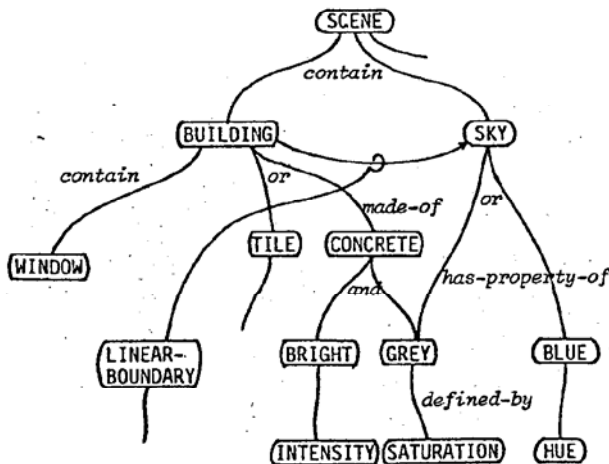 SCENE
contain
BUILDING
SKY
contain
or
or
made-of
TILE
CONCRETE
WINDOW
and
has-property-of
LINEAR-
BOUNDARY
BRIGHT
GREY
BLUE
defined-by
INTENSITY
SATURATION
HUE